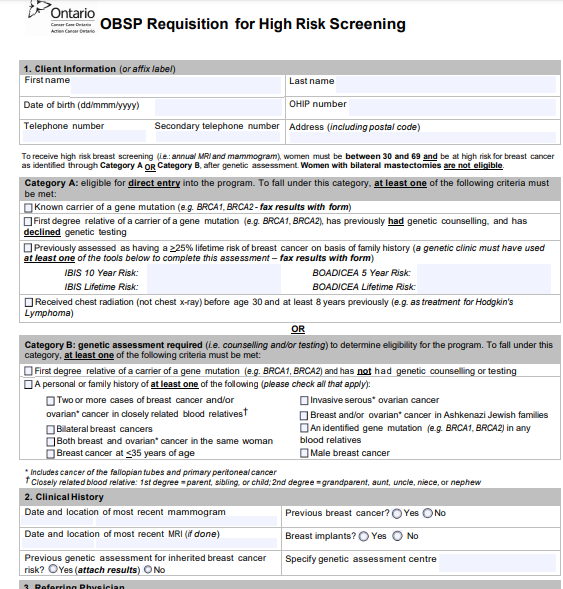 Ontario
Cancer Care Ontario
Action Cancer Ontario
OBSP Requisition for High Risk Screening
1. Client Information (or affix label)
First name
Last name
Date of birth (dd/mmm/yyyy)
OHIP number
Telephone number
Secondary telephone number
Address (including postal code)
To receive high risk breast screening (i.e.: annual MRI and mammogram), women must be between 30 and 69 and be at high risk for breast cancer
as identified through Category A OR Category B, after genetic assessment. Women with bilateral mastectomies are not eligible.
Category A: eligible for direct entry into the program. To fall under this category, at least one of the following criteria must
be met:
Known carrier of a gene mutation (e.g. BRCA1, BRCA2 - fax results with form)
First degree relative of a carrier of a gene mutation (e.g. BRCA1, BRCA2), has previously had genetic counselling, and has
declined genetic testing
Previously assessed as having a ≥25% lifetime risk of breast cancer on basis of family history (a genetic clinic must have used
at least one of the tools below to complete this assessment – fax results with form)
IBIS 10 Year Risk:
BOADICEA 5 Year Risk:
IBIS Lifetime Risk:
BOADICEA Lifetime Risk:
Received chest radiation (not chest x-ray) before age 30 and at least 8 years previously (e.g. as treatment for Hodgkin's
Lymphoma)
OR
Category B: genetic assessment required (i.e. counselling and/or testing) to determine eligibility for the program. To fall under this
category, at least one of the following criteria must be met:
First degree relative of a carrier of a gene mutation (e.g. BRCA1, BRCA2) and has not had genetic counselling or testing
A personal or family history of at least one of the following (please check all that apply):
Two or more cases of breast cancer and/or
ovarian* cancer in closely related blood relatives†
Bilateral breast cancers
Both breast and ovarian* cancer in the same woman
Breast cancer at ≤35 years of age
Invasive serous* ovarian cancer
Breast and/or ovarian* cancer in Ashkenazi Jewish families
An identified gene mutation (e.g. BRCA1, BRCA2) in any
blood relatives
Male breast cancer
* Includes cancer of the fallopian tubes and primary peritoneal cancer
† Closely related blood relative: 1st degree = parent, sibling, or child; 2nd degree = grandparent, aunt, uncle, niece, or nephew
2. Clinical History
Date and location of most recent mammogram
Previous breast cancer? Yes No
Date and location of most recent MRI (if done)
Breast implants? Yes No
Previous genetic assessment for inherited breast cancer
risk? Yes (attach results) No
Specify genetic assessment centre
3. Referring Physician